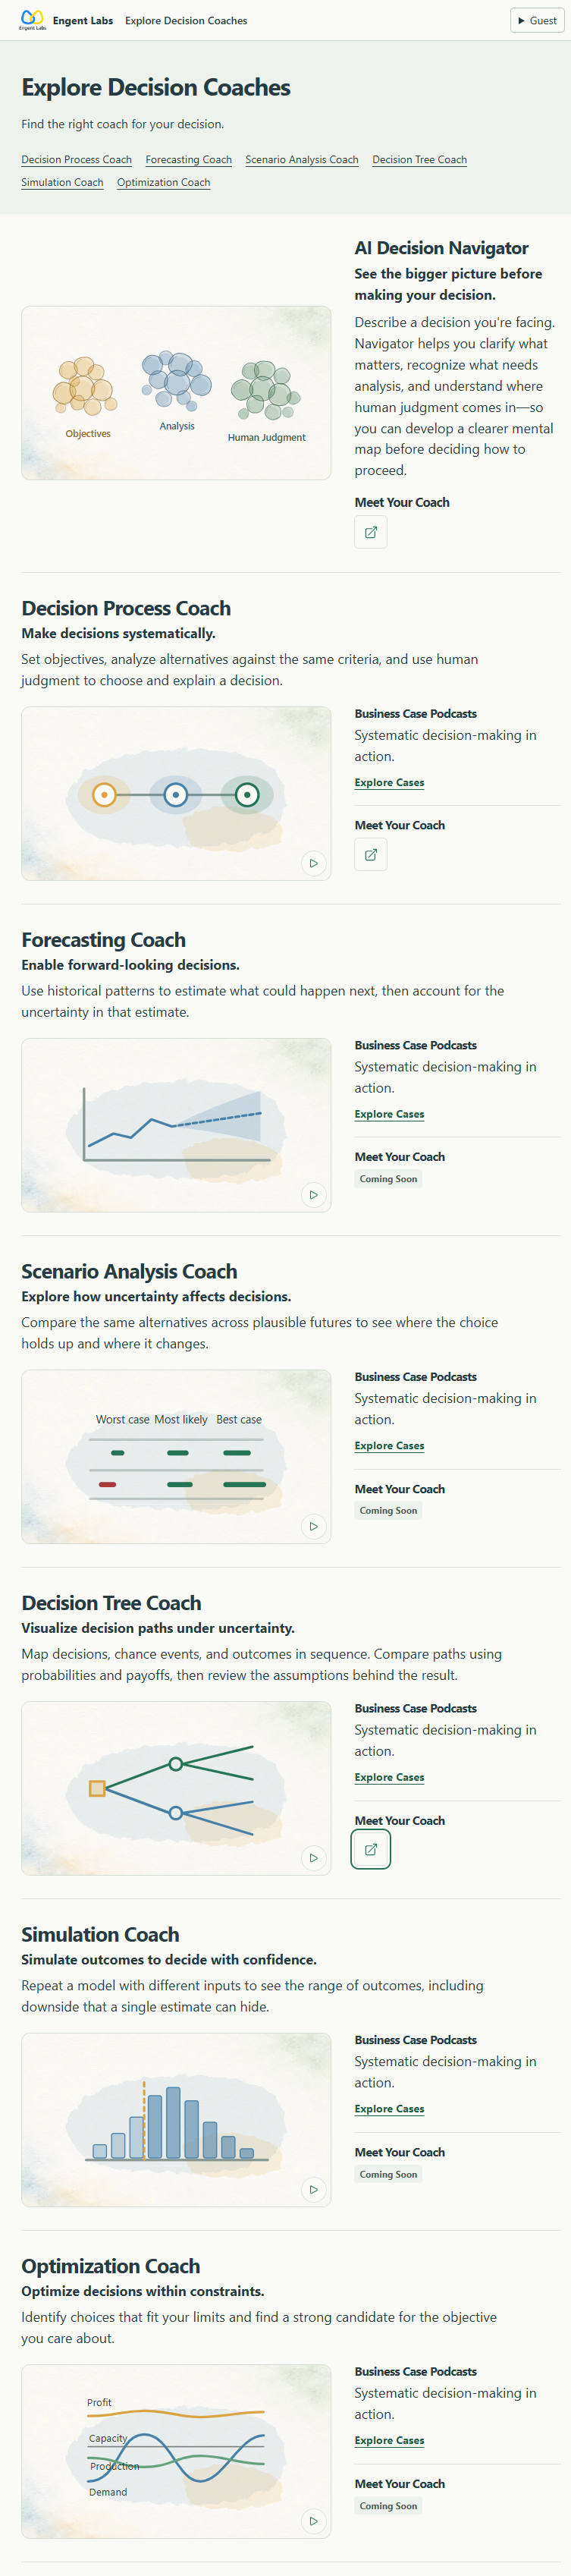 Engent Labs
Engent Labs Explore Decision Coaches
Guest
Explore Decision Coaches
Find the right coach for your decision.
Decision Process Coach Forecasting Coach Scenario Analysis Coach Decision Tree Coach
Simulation Coach Optimization Coach
Objectives
Analysis
Human Judgment
AI Decision Navigator
See the bigger picture before
making your decision.
Describe a decision you're facing.
Navigator helps you clarify what
matters, recognize what needs
analysis, and understand where
human judgment comes in—so
you can develop a clearer mental
map before deciding how to
proceed.
Meet Your Coach
Decision Process Coach
Make decisions systematically.
Set objectives, analyze alternatives against the same criteria, and use human
judgment to choose and explain a decision.
Business Case Podcasts
Systematic decision-making in
action.
Explore Cases
Meet Your Coach
Forecasting Coach
Enable forward-looking decisions.
Use historical patterns to estimate what could happen next, then account for the
uncertainty in that estimate.
Business Case Podcasts
Systematic decision-making in
action.
Explore Cases
Meet Your Coach
Coming Soon
Scenario Analysis Coach
Explore how uncertainty affects decisions.
Compare the same alternatives across plausible futures to see where the choice
holds up and where it changes.
Worst case Most likely Best case
Business Case Podcasts
Systematic decision-making in
action.
Explore Cases
Meet Your Coach
Coming Soon
Decision Tree Coach
Visualize decision paths under uncertainty.
Map decisions, chance events, and outcomes in sequence. Compare paths using
probabilities and payoffs, then review the assumptions behind the result.
Business Case Podcasts
Systematic decision-making in
action.
Explore Cases
Meet Your Coach
Simulation Coach
Simulate outcomes to decide with confidence.
Repeat a model with different inputs to see the range of outcomes, including
downside that a single estimate can hide.
Business Case Podcasts
Systematic decision-making in
action.
Explore Cases
Meet Your Coach
Coming Soon
Optimization Coach
Optimize decisions within constraints.
Identify choices that fit your limits and find a strong candidate for the objective
you care about.
Profit
Capacity
Production
Demand
Business Case Podcasts
Systematic decision-making in
action.
Explore Cases
Meet Your Coach
Coming Soon